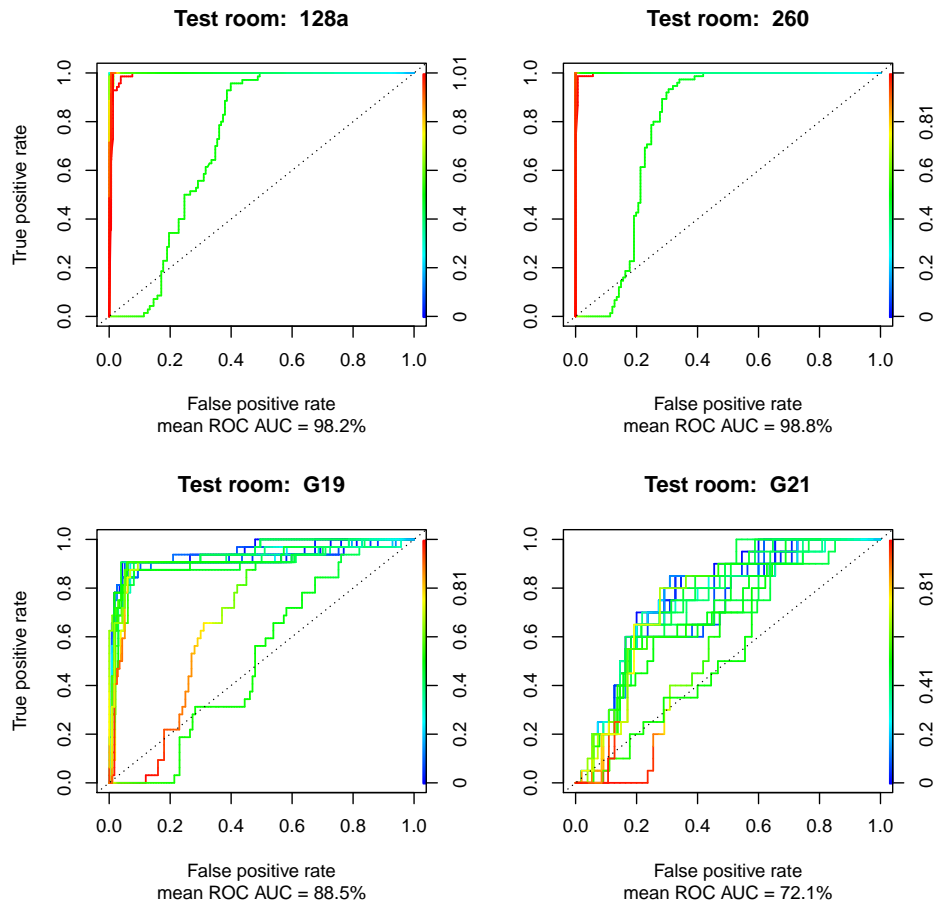 Test room: 128a
True positive rate
0.0 0.2 0.4 0.6 0.8 1.0
0 0.2 0.4 0.6 0.81 1.01
0.0 0.2 0.4 0.6 0.8 1.0
False positive rate
mean ROC AUC = 98.2%
Test room: 260
0.0 0.2 0.4 0.6 0.8 1.0
0 0.2 0.4 0.6 0.81
0.0 0.2 0.4 0.6 0.8 1.0
False positive rate
mean ROC AUC = 98.8%
Test room: G19
True positive rate
0.0 0.2 0.4 0.6 0.8 1.0
0 0.2 0.4 0.6 0.81
0.0 0.2 0.4 0.6 0.8 1.0
False positive rate
mean ROC AUC = 88.5%
Test room: G21
0.0 0.2 0.4 0.6 0.8 1.0
0 0.2 0.41 0.81
0.0 0.2 0.4 0.6 0.8 1.0
False positive rate
mean ROC AUC = 72.1%